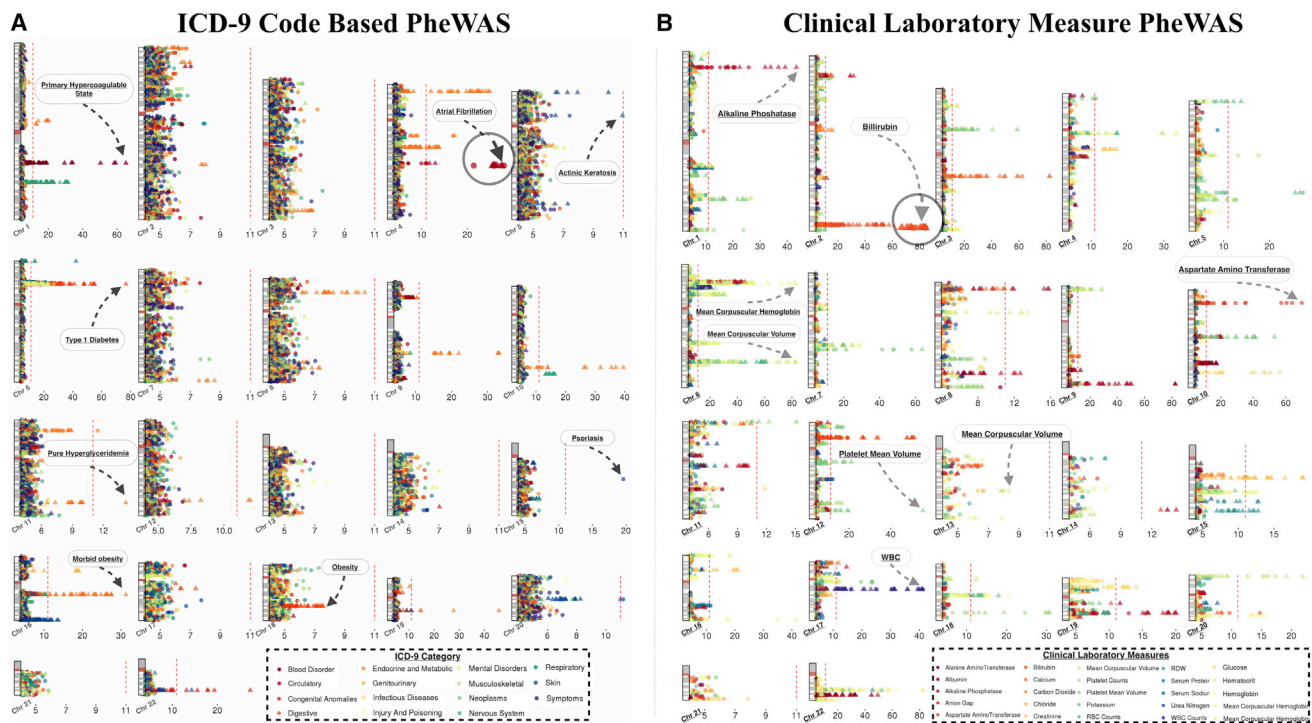 A ICD-9 Code Based PheWAS
Primary Hypercoagulable
State
Atrial Fibrillation
Actinic Keratosis
Chr 1
20 40 60
Chr 2
5 7 9 11
Chr 3
5 7 9 11
Chr 4
10 20 30
Chr 5
5 7 9 11
Type 1 Diabetes
Chr 6
20 40 60 80
Chr 7
5 7 9 11
Chr 8
5 7 9 11
Chr 9
10 20 30
Chr 10
10 20 30 40
Pure Hyperglyceridemia
Psoriasis
Chr 11
6 9 12
Chr 12
5.0 7.5 10.0
Chr 13
5 7 9 11
Chr 14
5 7 9 11
Chr 15
5 10 15 20
Morbid obesity
Obesity
Chr 16
10 20 30
Chr 17
5 7 9 11
Chr 18
5 7 9 11
Chr 19
10 20 30 40
Chr 20
6 8 10
Chr 21
5 7 9 11
Chr 22
10 20
ICD-9 Category
Blood Disorder
Circulatory
Congenital Anomalies
Digestive
Endocrine and Metabolic
Genitourinary
Infectious Diseases
Injury And Poisoning
Mental Disorders
Musculoskeletal
Neoplasms
Nervous System
Respiratory
Skin
Symptoms
B Clinical Laboratory Measure PheWAS
Alkaline Phoshatase
Billirubin
Chr 1
10 20 30 40
Chr 2
20 40 60 80
Chr 3
20 40 60 80
Chr 4
10 20 30
Chr 5
10 20
Mean Corpuscular Hemoglobin
Mean Corpuscular Volume
Aspartate Amino Transferase
Chr 6
20 40 60 80
Chr 7
20 40 60
Chr 8
8 12 16
Chr 9
20 40 60 80
Chr 10
20 40 60
Platelet Mean Volume
Mean Corpuscular Volume
Chr 11
6 9 12 15
Chr 12
20 40
Chr 13
5 7 9 11
Chr 14
5 8 11 14
Chr 15
5 10 15
WBC
Chr 16
10 20 30 40
Chr 17
10 20 30 40
Chr 18
10 20 30
Chr 19
5 10 15 20
Chr 20
5 10 15 20
Chr 21
5 7 9 11
Chr 22
20 40 60 80
Clinical Laboratory Measures
Alanine AminoTransferase
Albumin
Alkaline Phosphatase
Anion Gap
Aspartate AminoTransferase
Bilirubin
Calcium
Carbon Dioxide
Chloride
Creatinine
Mean Corpuscular Volume
Platelet Counts
Platelet Mean Volume
Potassium
RBC Counts
RDW
Serum Protein
Serum Sodiur
Urea Nitrogen
WBC Counts
Glucose
Hematocrit
Hemoglobin
Mean Corpuscular Hemoglobi
Mean Corpuscular Hemoglobi